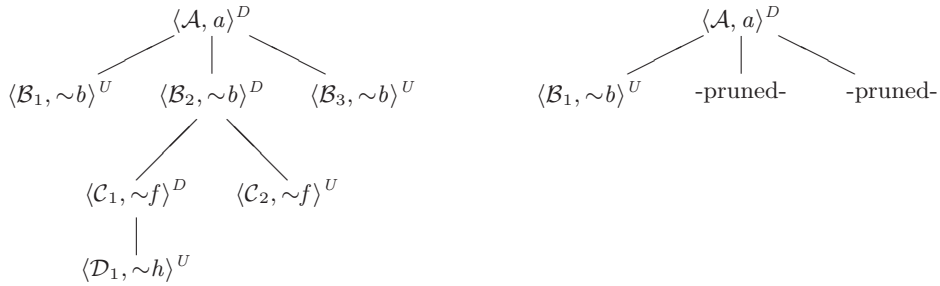 ⟨𝒜, a⟩^D ⟨𝒜, a⟩^D
⟨ℬ₁, ∼b⟩^U ⟨ℬ₂, ∼b⟩^D ⟨ℬ₃, ∼b⟩^U ⟨ℬ₁, ∼b⟩^U -pruned- -pruned-
⟨𝒞₁, ∼f⟩^D ⟨𝒞₂, ∼f⟩^U
⟨𝒟₁, ∼h⟩^U